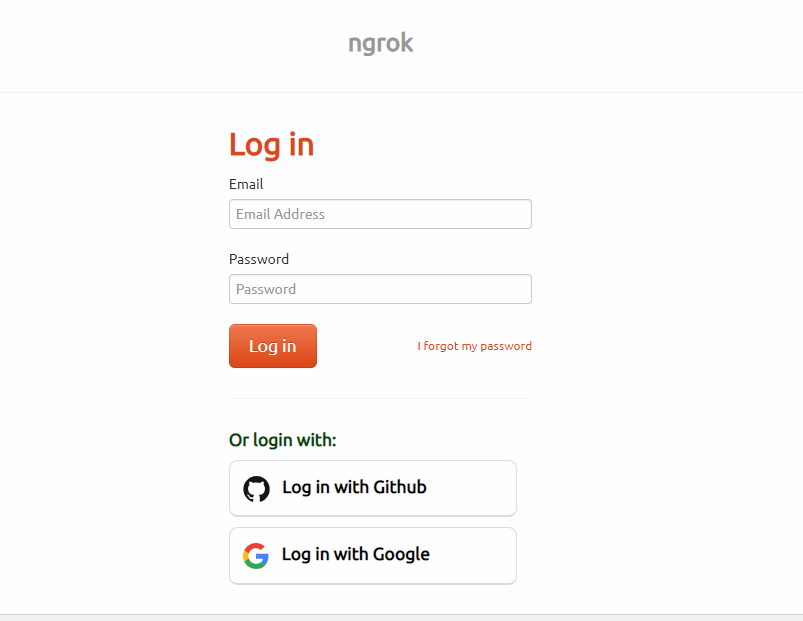 ngrok
Log in
Email
Email Address
Password
Password
Log in
I forgot my password
Or login with:
Log in with Github
Log in with Google